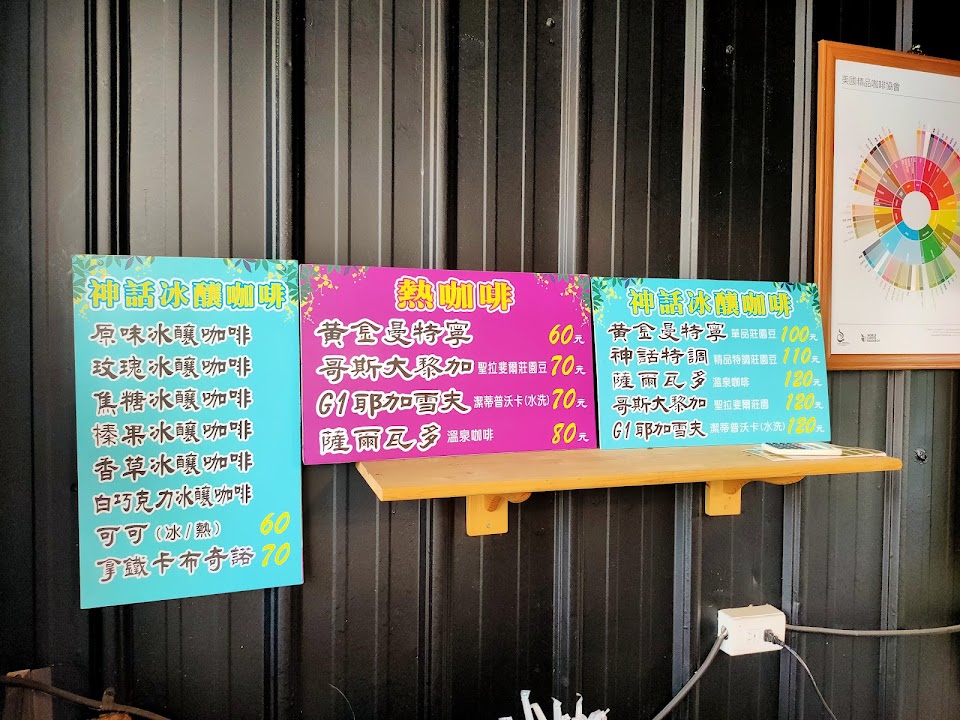 神話冰釀咖啡
原味冰釀咖啡
玫瑰冰釀咖啡
焦糖冰釀咖啡
榛果冰釀咖啡
香草冰釀咖啡
白巧克力冰釀咖啡
可可(冰/熱) 60
拿鐵卡布奇諾 70
熱咖啡
黃金曼特寧 60元
哥斯大黎加 聖拉斐爾莊園豆 70元
G1耶加雪夫 潔蒂普沃卡(水洗) 70元
薩爾瓦多 溫泉咖啡 80元
神話冰釀咖啡
黃金曼特寧 單品莊園豆 100元
神話特調 精品特調莊園豆 110元
薩爾瓦多 溫泉咖啡 120元
哥斯大黎加 聖拉斐爾莊園 120元
G1耶加雪夫 潔蒂普沃卡(水洗) 120元
美國精品咖啡協會